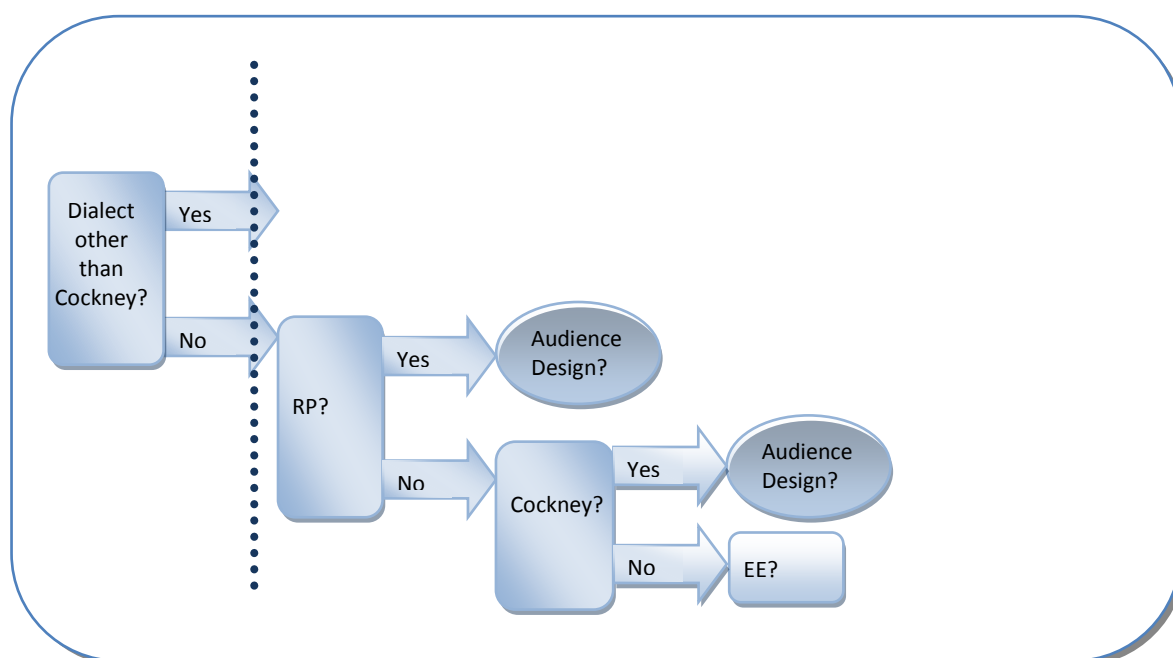 Dialect
other
than
Cockney?
Yes
No
RP?
Yes
No
Audience
Design?
Cockney?
Yes
No
Audience
Design?
EE?